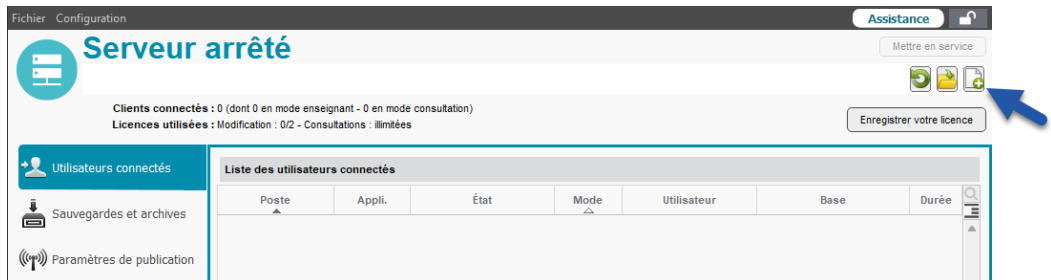 Fichier Configuration Assistance
Serveur arrêté
Mettre en service
Clients connectés : 0 (dont 0 en mode enseignant - 0 en mode consultation)
Licences utilisées : Modification : 0/2 - Consultations : illimitées
Enregistrer votre licence
Utilisateurs connectés
Liste des utilisateurs connectés
Poste Appli. État Mode Utilisateur Base Durée
Sauvegardes et archives
Paramètres de publication